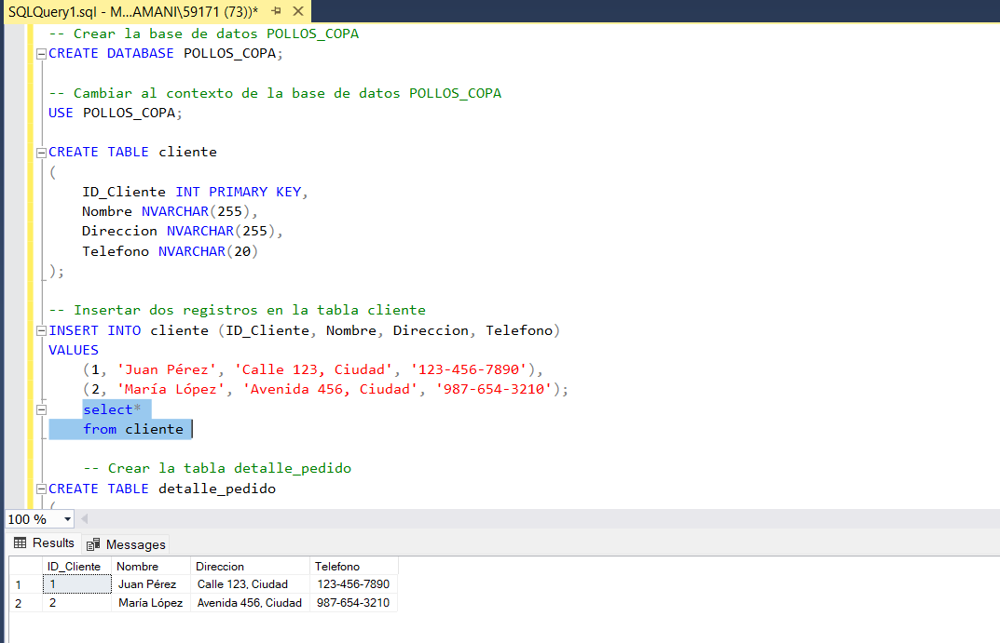 SQLQuery1.sql - M...AMANI\59171 (73))*
-- Crear la base de datos POLLOS_COPA
CREATE DATABASE POLLOS_COPA;
-- Cambiar al contexto de la base de datos POLLOS_COPA
USE POLLOS_COPA;
CREATE TABLE cliente
(
ID_Cliente INT PRIMARY KEY,
Nombre NVARCHAR(255),
Direccion NVARCHAR(255),
Telefono NVARCHAR(20)
);
-- Insertar dos registros en la tabla cliente
INSERT INTO cliente (ID_Cliente, Nombre, Direccion, Telefono)
VALUES
(1, 'Juan Pérez', 'Calle 123, Ciudad', '123-456-7890'),
(2, 'María López', 'Avenida 456, Ciudad', '987-654-3210');
select*
from cliente
-- Crear la tabla detalle_pedido
CREATE TABLE detalle_pedido
(
100 %
Results Messages
ID_Cliente Nombre Direccion Telefono
1 1 Juan Pérez Calle 123, Ciudad 123-456-7890
2 2 María López Avenida 456, Ciudad 987-654-3210